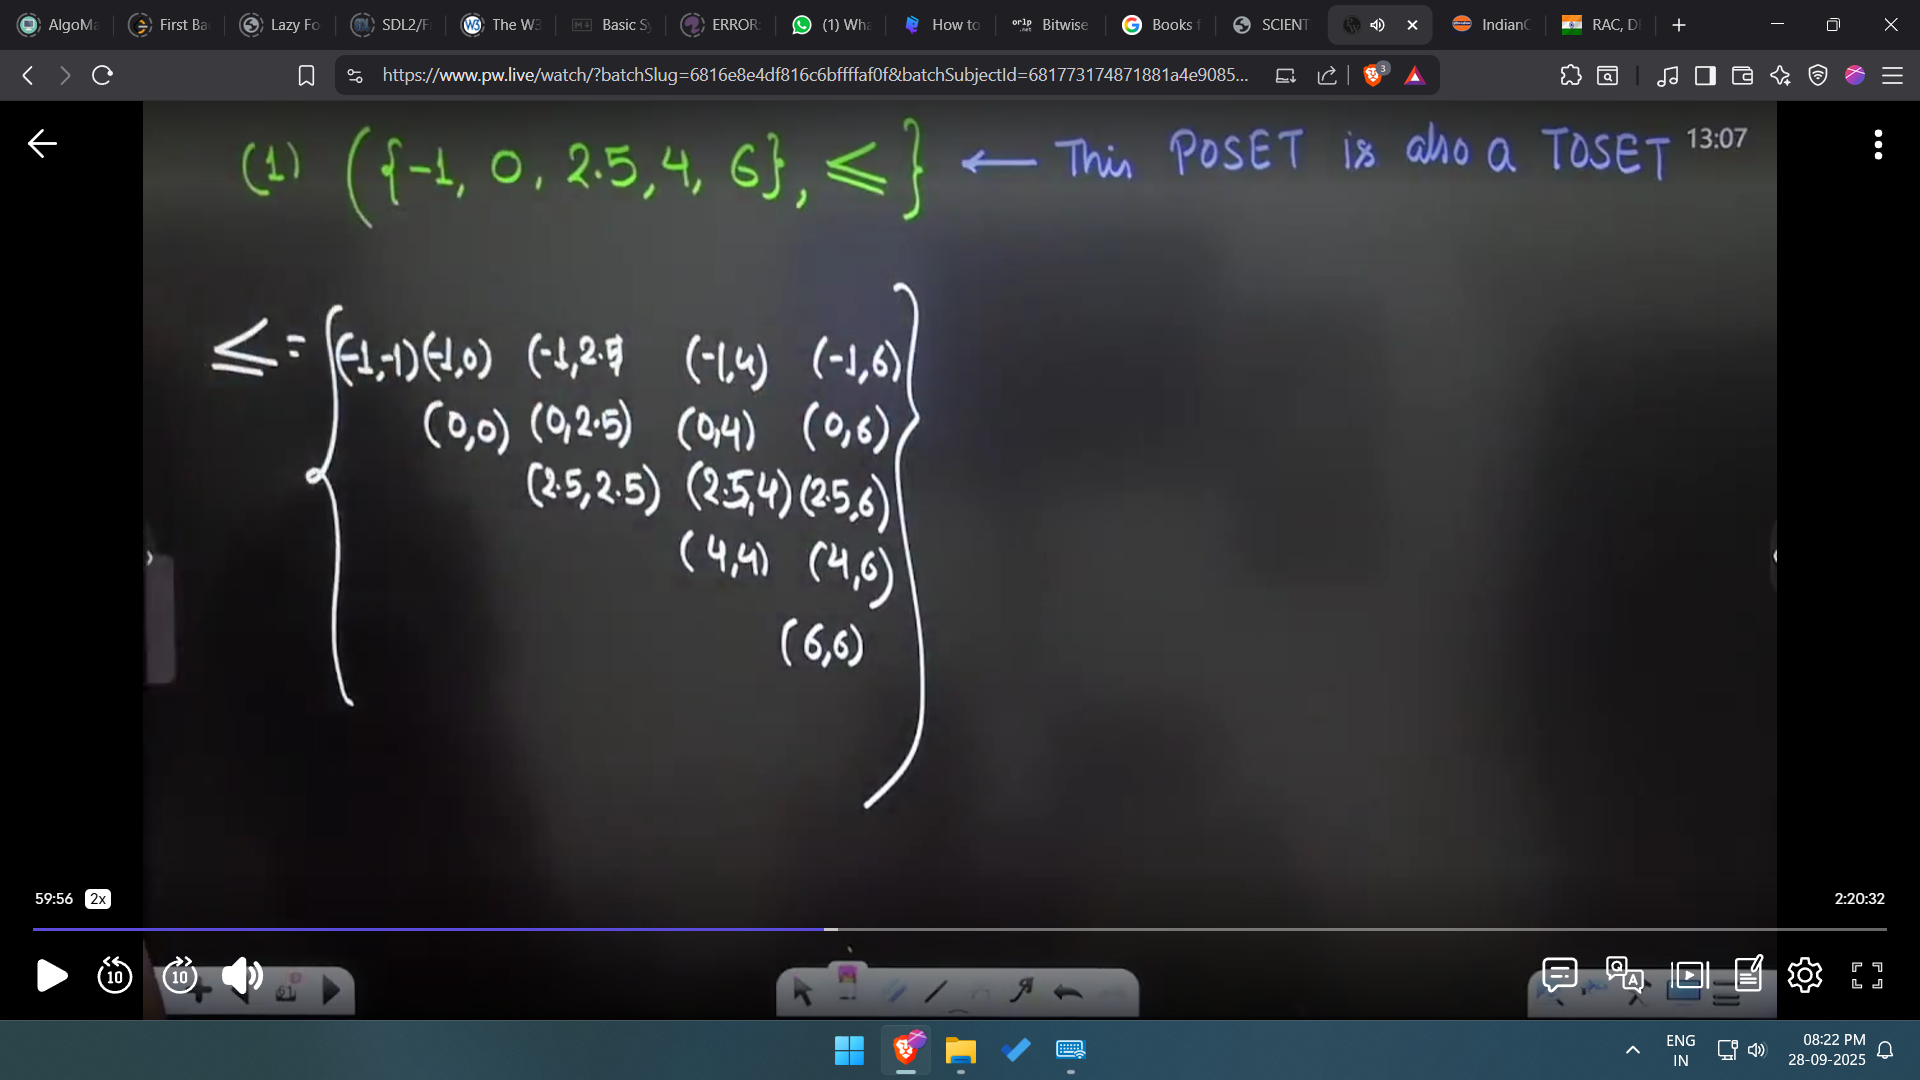 AlgoMa First Ba Lazy Fo SDL2/F The W3 Basic Sy ERROR: (1) Wha How to Bitwise Books f SCIENT IndianC RAC, D
https://www.pw.live/watch/?batchSlug=6816e8e4df816c6bffffaf0f&batchSubjectId=681773174871881a4e9085... 3
(1) ({-1, 0, 2.5, 4, 6}, ≤} ← This POSET is also a TOSET 13:07
≤ = {(-1,-1) (-1,0) (-1,2.5 (-1,4) (-1,6)}
(0,0) (0,2.5) (0,4) (0,6)
(2.5,2.5) (2.5,4) (2.5,6)
(4,4) (4,6)
(6,6)
59:56 2x 2:20:32
10 10 61
ENG 08:22 PM
IN 28-09-2025